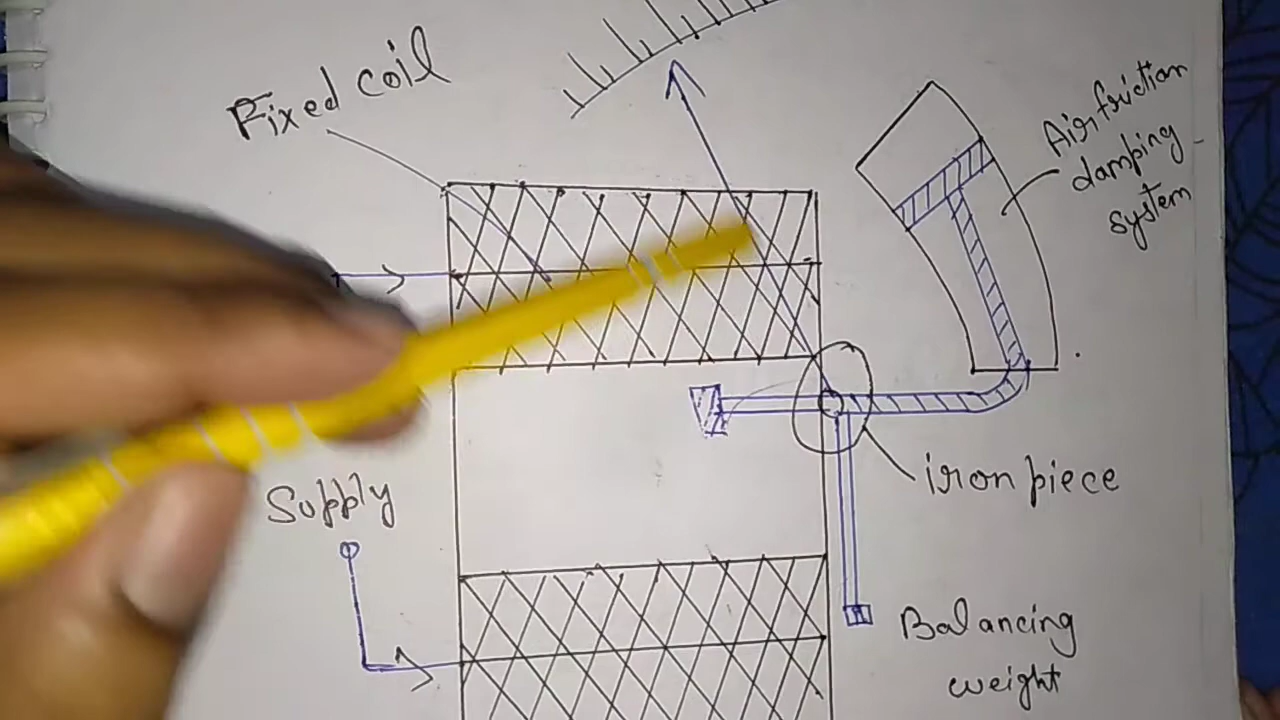 Fixed coil
Air friction
damping
system
Supply
iron piece
Balancing
weight